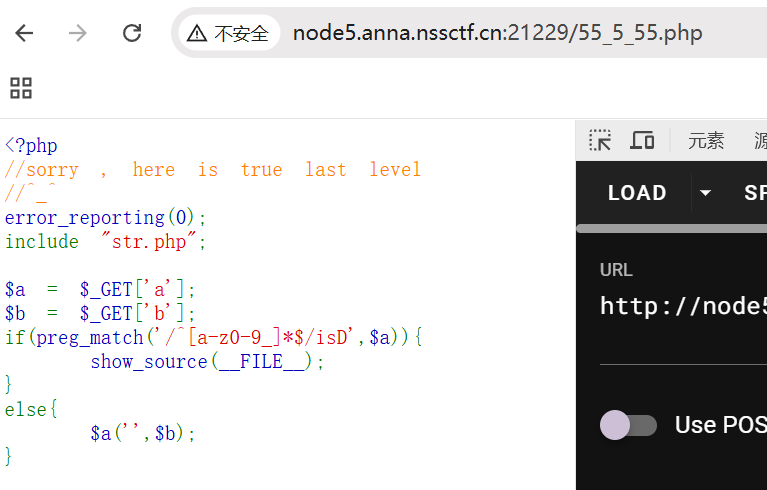 不安全 node5.anna.nssctf.cn:21229/55_5_55.php
<?php
//sorry , here is true last level
//^_^
error_reporting(0);
include "str.php";
$a = $_GET['a'];
$b = $_GET['b'];
if(preg_match('/^[a-z0-9_]*$/isD',$a)){
show_source(__FILE__);
}
else{
$a('',$b);
}
元素
LOAD
URL
http://node5
Use POS